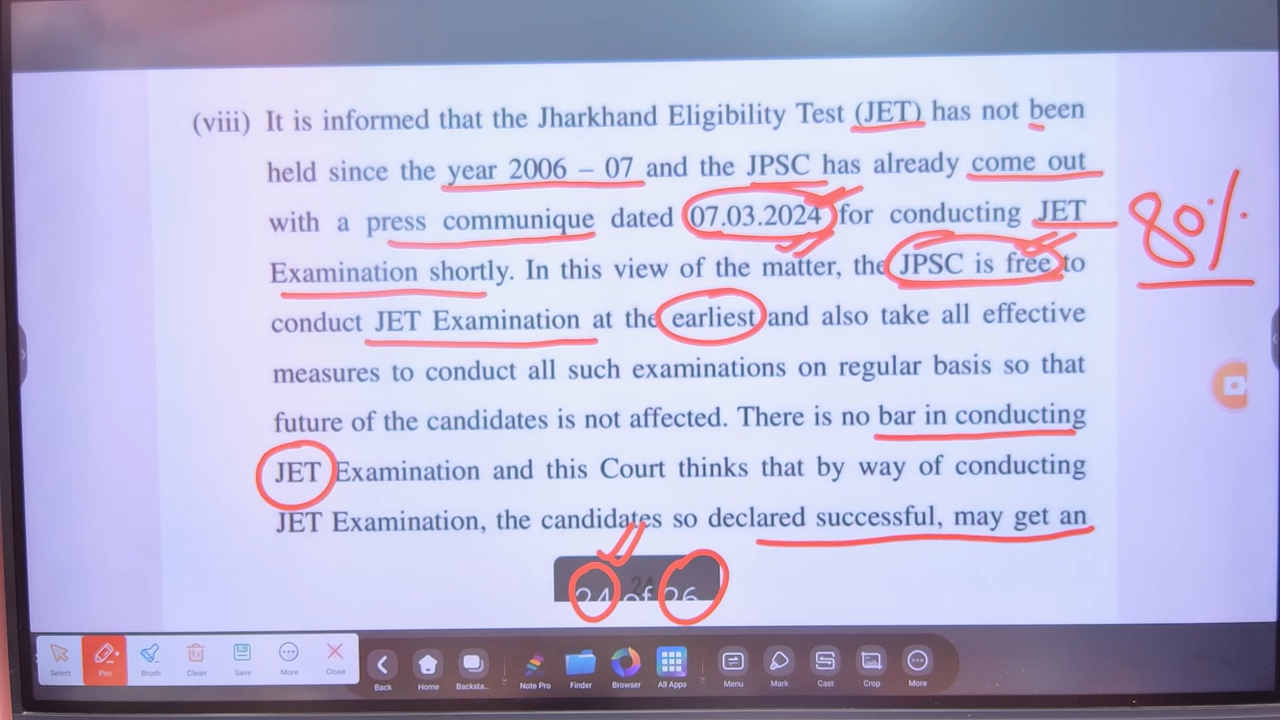 (viii) It is informed that the Jharkhand Eligibility Test (JET) has not been
held since the year 2006 – 07 and the JPSC has already come out
with a press communique dated 07.03.2024 for conducting JET
80%
Examination shortly. In this view of the matter, the JPSC is free to
conduct JET Examination at the earliest and also take all effective
measures to conduct all such examinations on regular basis so that
future of the candidates is not affected. There is no bar in conducting
JET Examination and this Court thinks that by way of conducting
JET Examination, the candidates so declared successful, may get an
24
24 of 26
Select Pen Brush Clean Save More Close
Back Home Backsta... Note Pro Finder Browser All Apps Menu Mark Cast Crop More